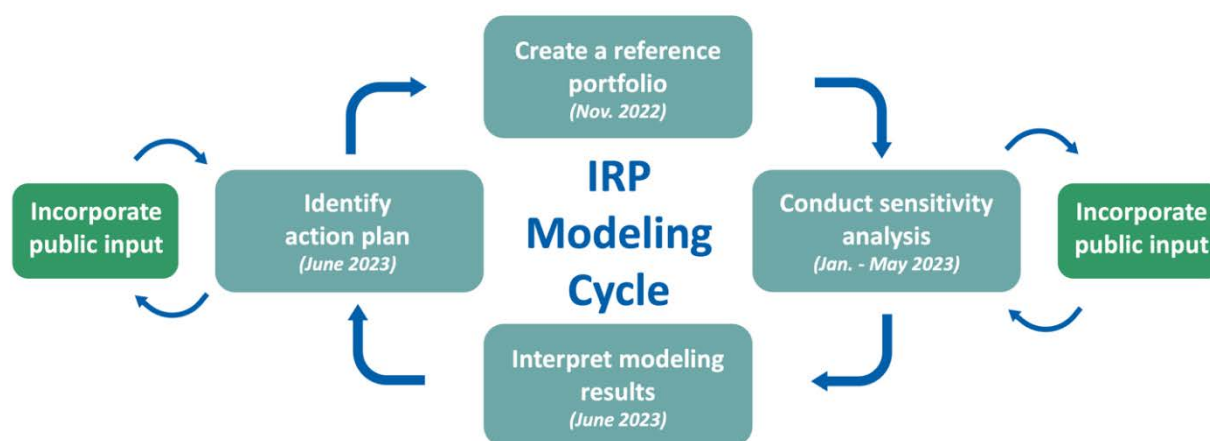 Create a reference
portfolio
(Nov. 2022)
IRP
Modeling
Cycle
Incorporate
public input
Identify
action plan
(June 2023)
Conduct sensitivity
analysis
(Jan. - May 2023)
Incorporate
public input
Interpret modeling
results
(June 2023)